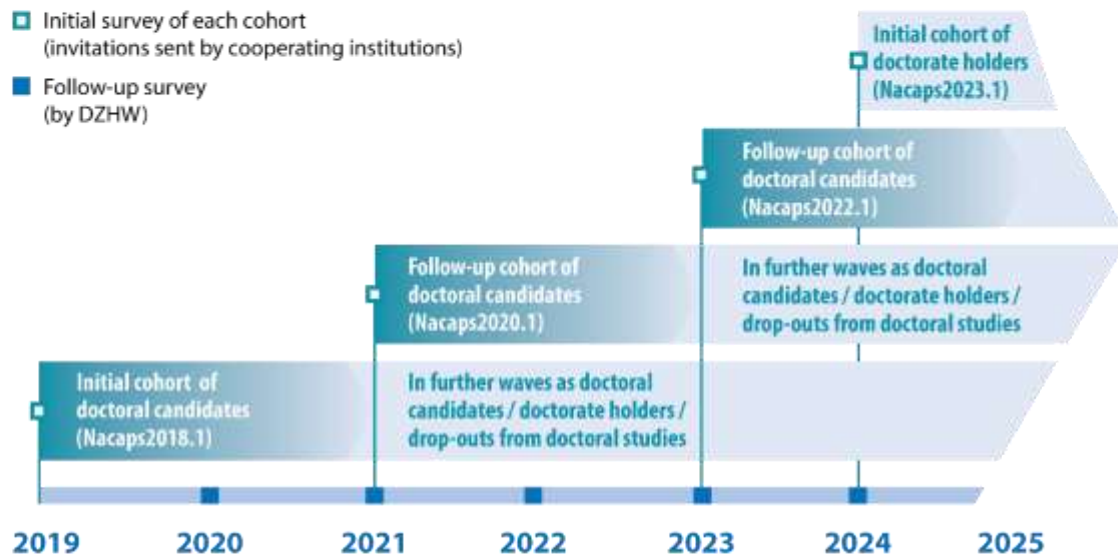 Initial survey of each cohort
(invitations sent by cooperating institutions)
Follow-up survey
(by DZHW)
Initial cohort of
doctorate holders
(Nacaps2023.1)
Follow-up cohort of
doctoral candidates
(Nacaps2022.1)
Follow-up cohort of
doctoral candidates
(Nacaps2020.1)
In further waves as doctoral
candidates / doctorate holders /
drop-outs from doctoral studies
Initial cohort of
doctoral candidates
(Nacaps2018.1)
In further waves as doctoral
candidates / doctorate holders /
drop-outs from doctoral studies
2019 2020 2021 2022 2023 2024 2025